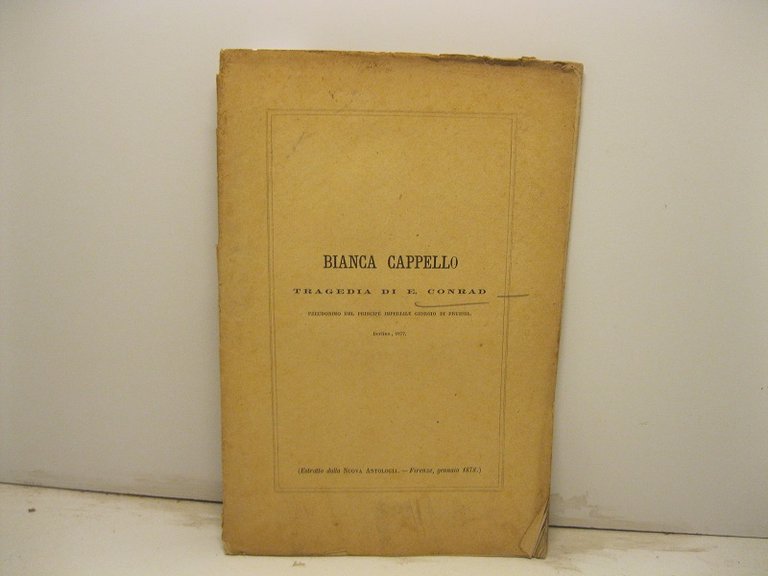 BIANCA CAPPELLO
TRAGEDIA DI E. CONRAD
PSEUDONIMO DEL PRINCIPE IMPERIALE GIORGIO DI PRUSSIA.
BERLINO, 1877.
(Estratto dalla NUOVA ANTOLOGIA. — Firenze, gennaio 1878.)